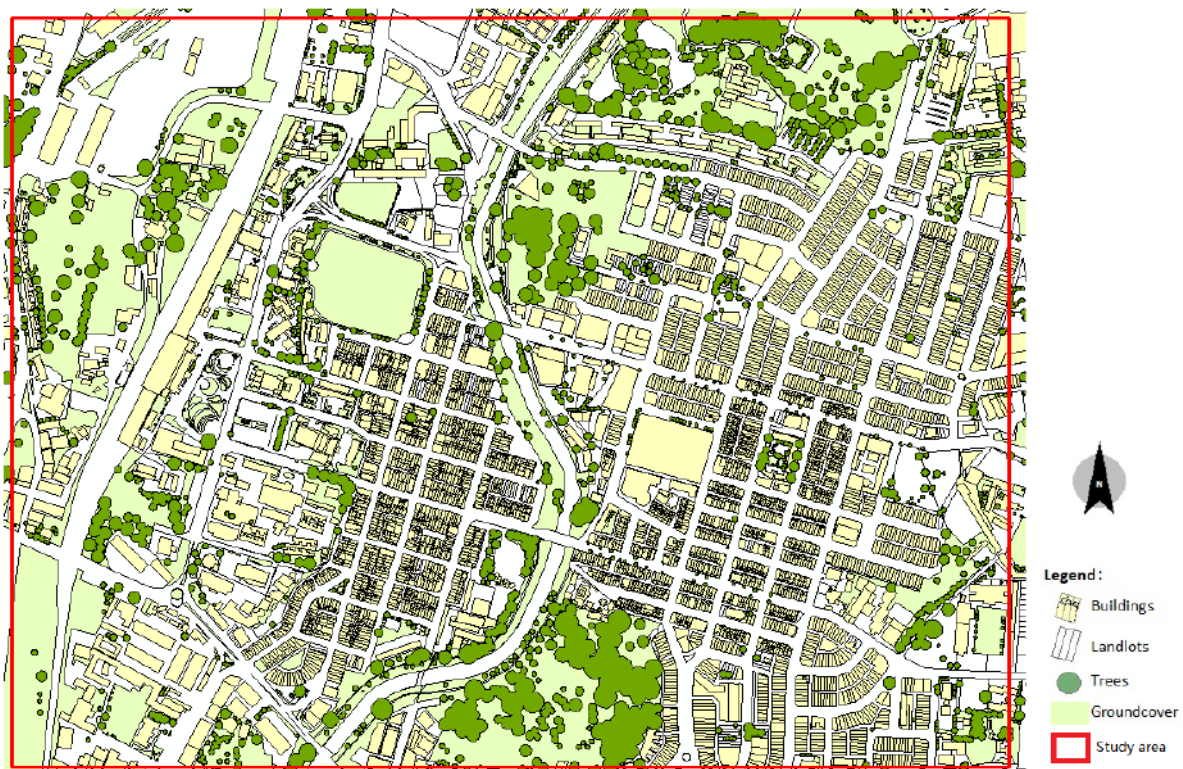 N
Legend :
Buildings
Landlots
Trees
Groundcover
Study area